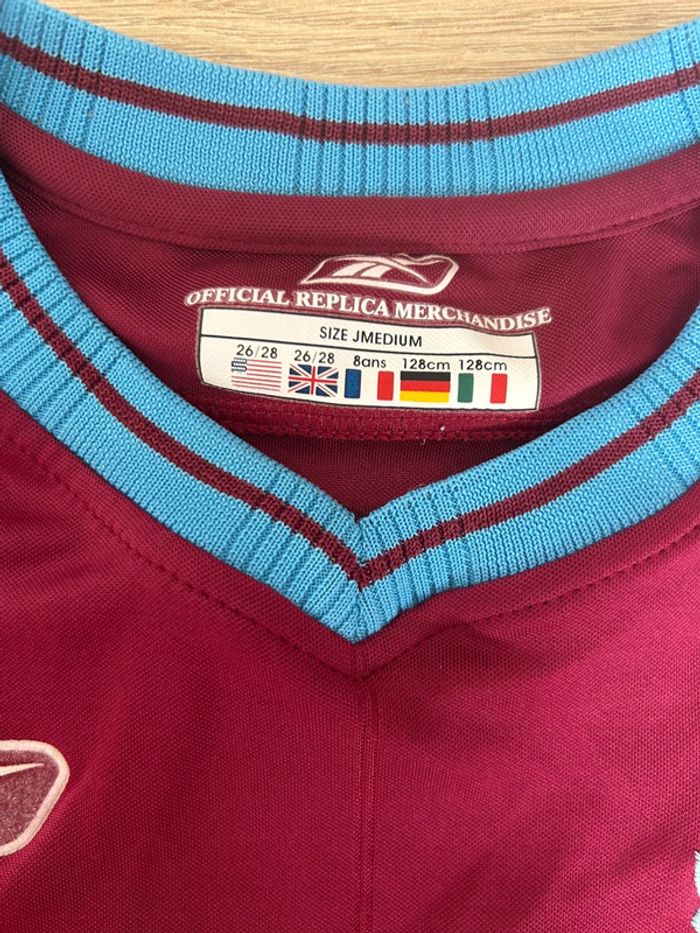 OFFICIAL REPLICA MERCHANDISE
SIZE JMEDIUM
26/28 26/28 8ans 128cm 128cm